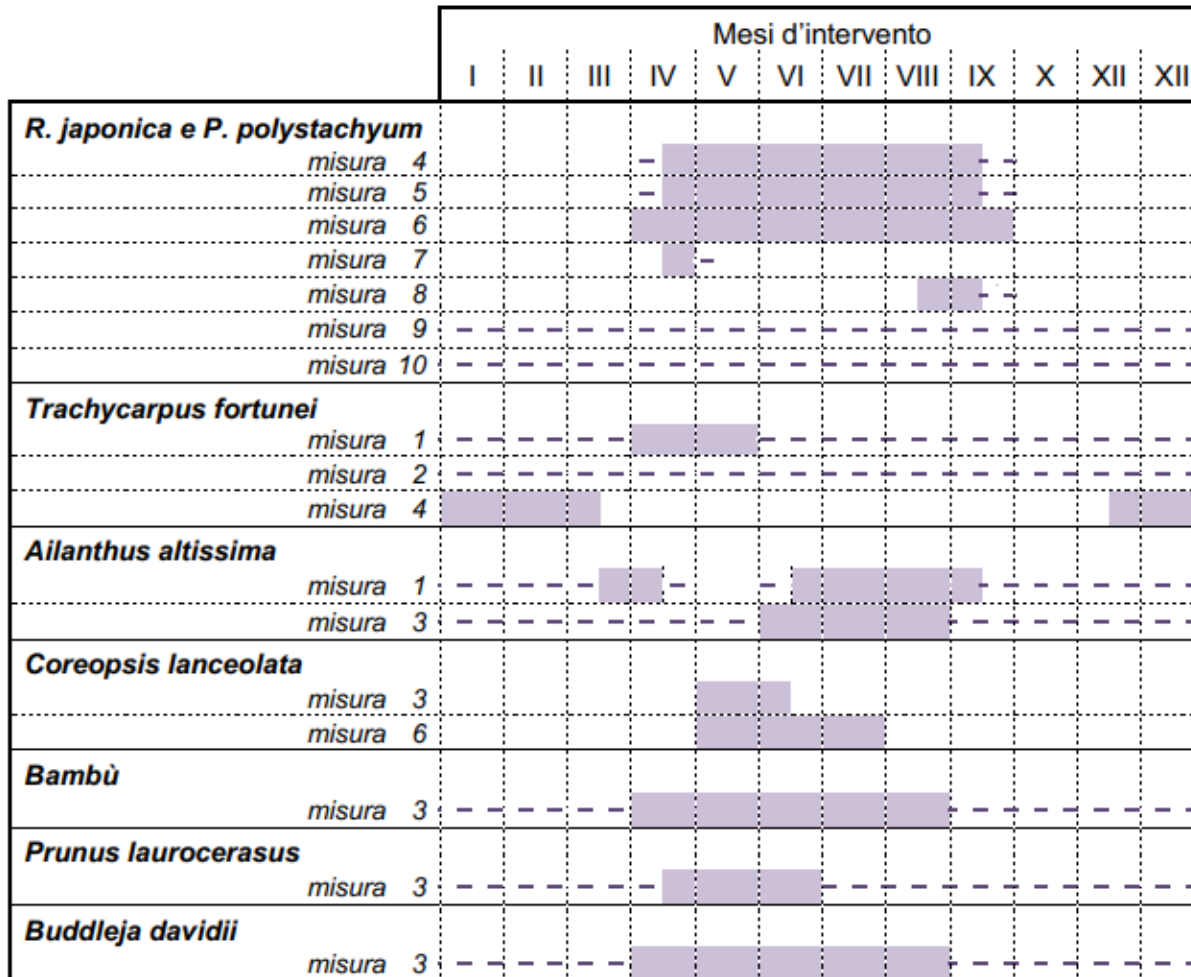 Mesi d'intervento
I II III IV V VI VII VIII IX X XII XII
R. japonica e P. polystachyum
misura 4
misura 5
misura 6
misura 7
misura 8
misura 9
misura 10
Trachycarpus fortunei
misura 1
misura 2
misura 4
Ailanthus altissima
misura 1
misura 3
Coreopsis lanceolata
misura 3
misura 6
Bambù
misura 3
Prunus laurocerasus
misura 3
Buddleja davidii
misura 3